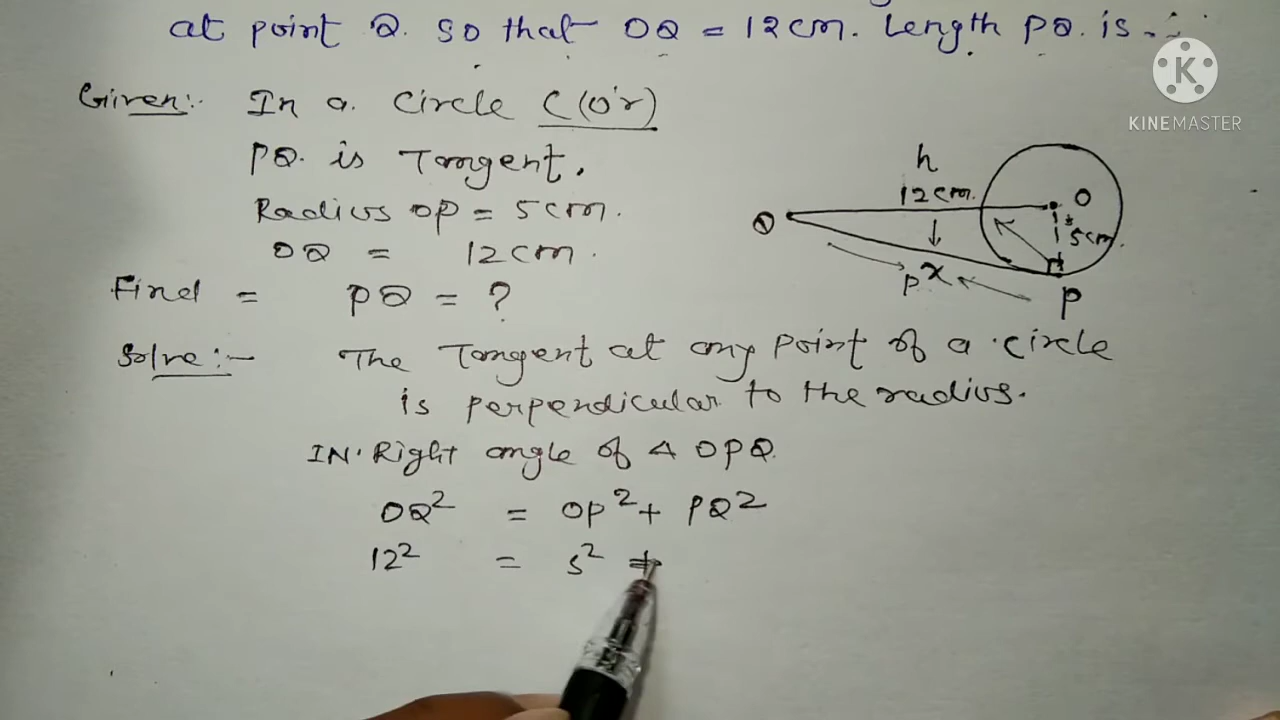 at point Q. so that OQ = 12cm. Length PQ. is...
Given:- In a. Circle C(O'r)
PQ. is Tangent.
Radius OP = 5cm.
OQ = 12cm.
Find = PQ = ?
Solve:- The Tangent at any point of a circle
is perpendicular to the radius.
IN. Right angle of △ OPQ.
OQ² = OP² + PQ²
12² = 5² +
K
KINEMASTER
h
12cm.
O
Q
5cm.
P x
P